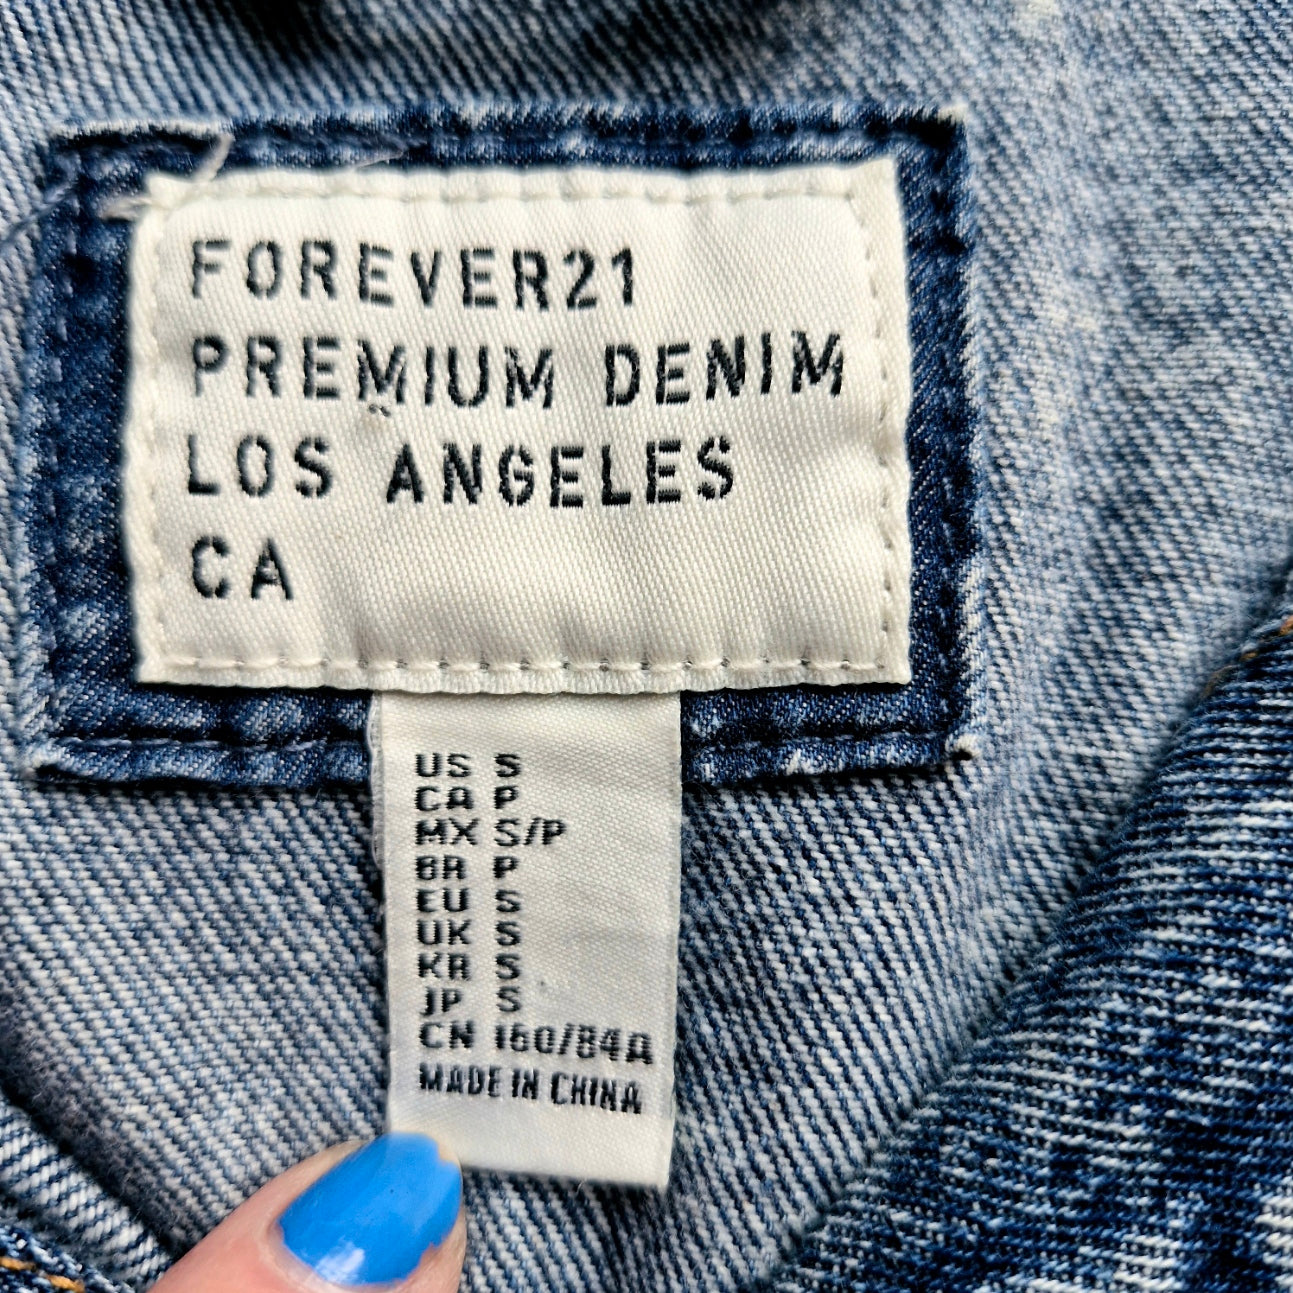 FOREVER21
PREMIUM DENIM
LOS ANGELES
CA
US S
CA P
MX S/P
BR P
EU S
UK S
KR S
JP S
CN 160/84A
MADE IN CHINA